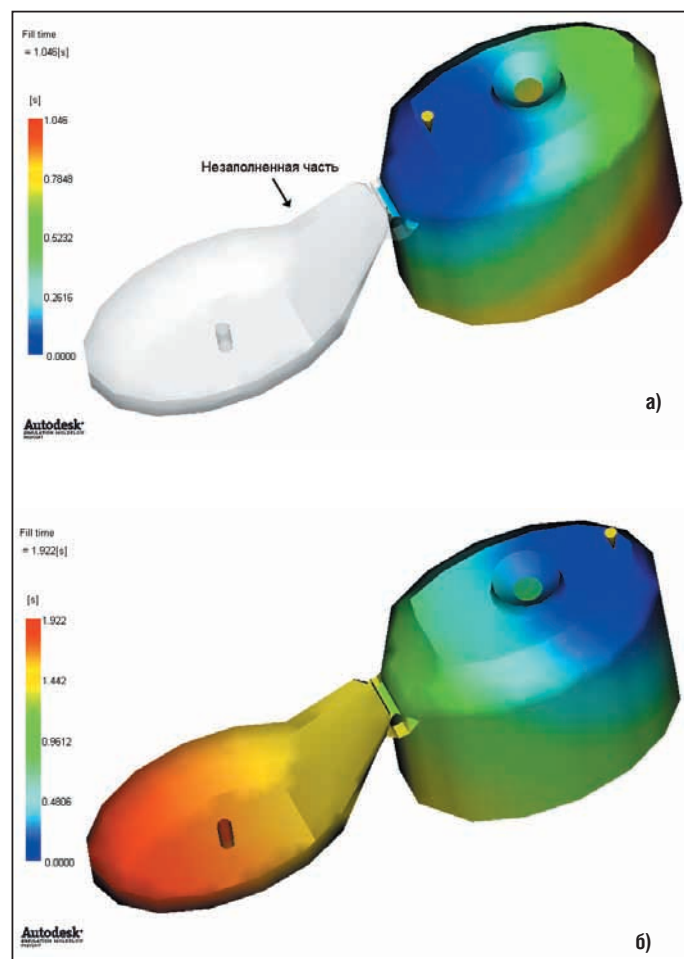 Fill time
= 1.046[s]
[s]
1.046
0.7848
0.5232
0.2616
0.0000
Незаполненная часть
а)
Autodesk
Fill time
= 1.922[s]
[s]
1.922
1.442
0.9612
0.4806
0.0000
б)
Autodesk